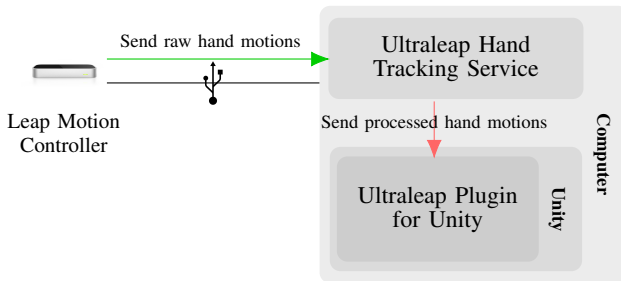 Send raw hand motions
Ultraleap Hand
Tracking Service
Leap Motion
Controller
Send processed hand motions
Computer
Ultraleap Plugin
for Unity
Unity